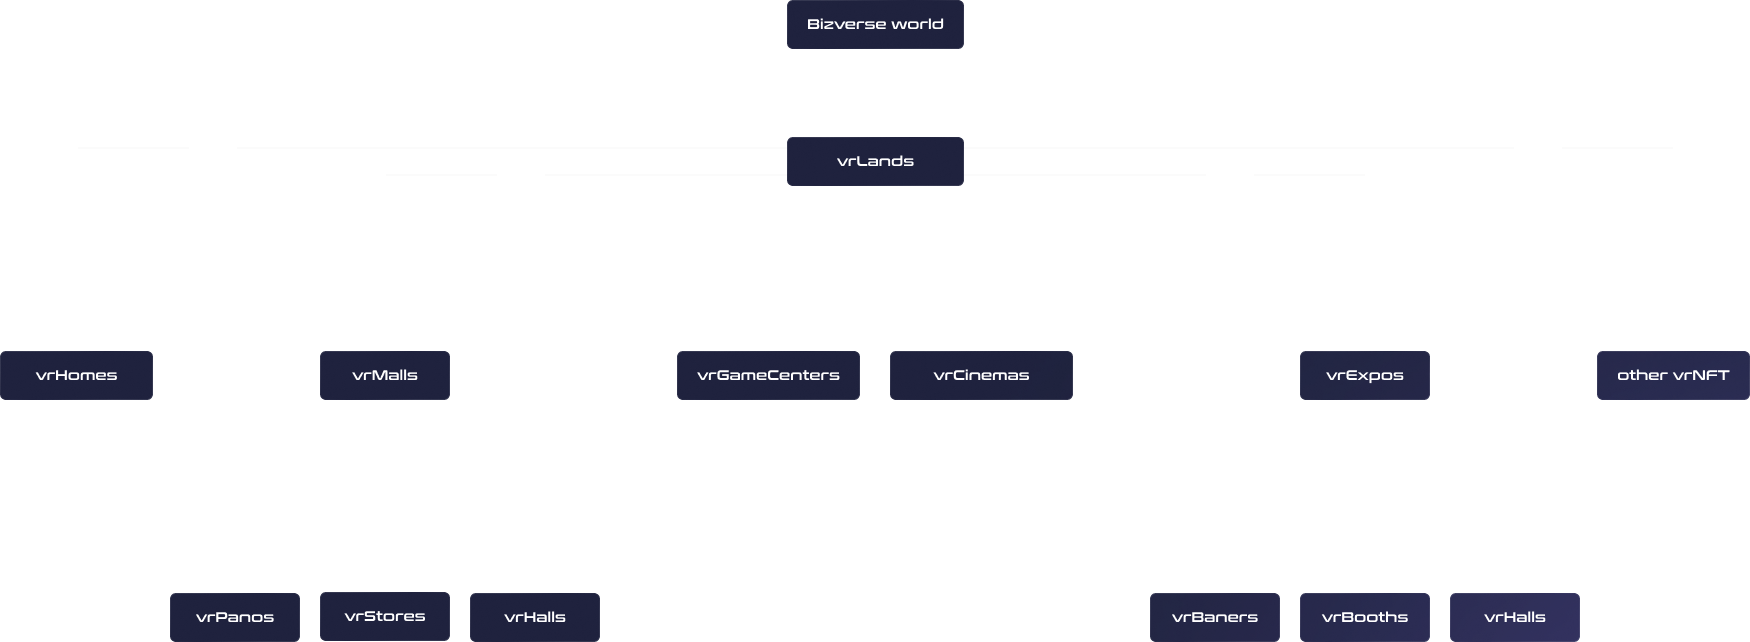 Bizverse world
vrLands
vrHomes
vrMalls
vrGameCenters
vrCinemas
vrExpos
other vrNFT
vrPanos
vrStores
vrHalls
vrBaners
vrBooths
vrHalls